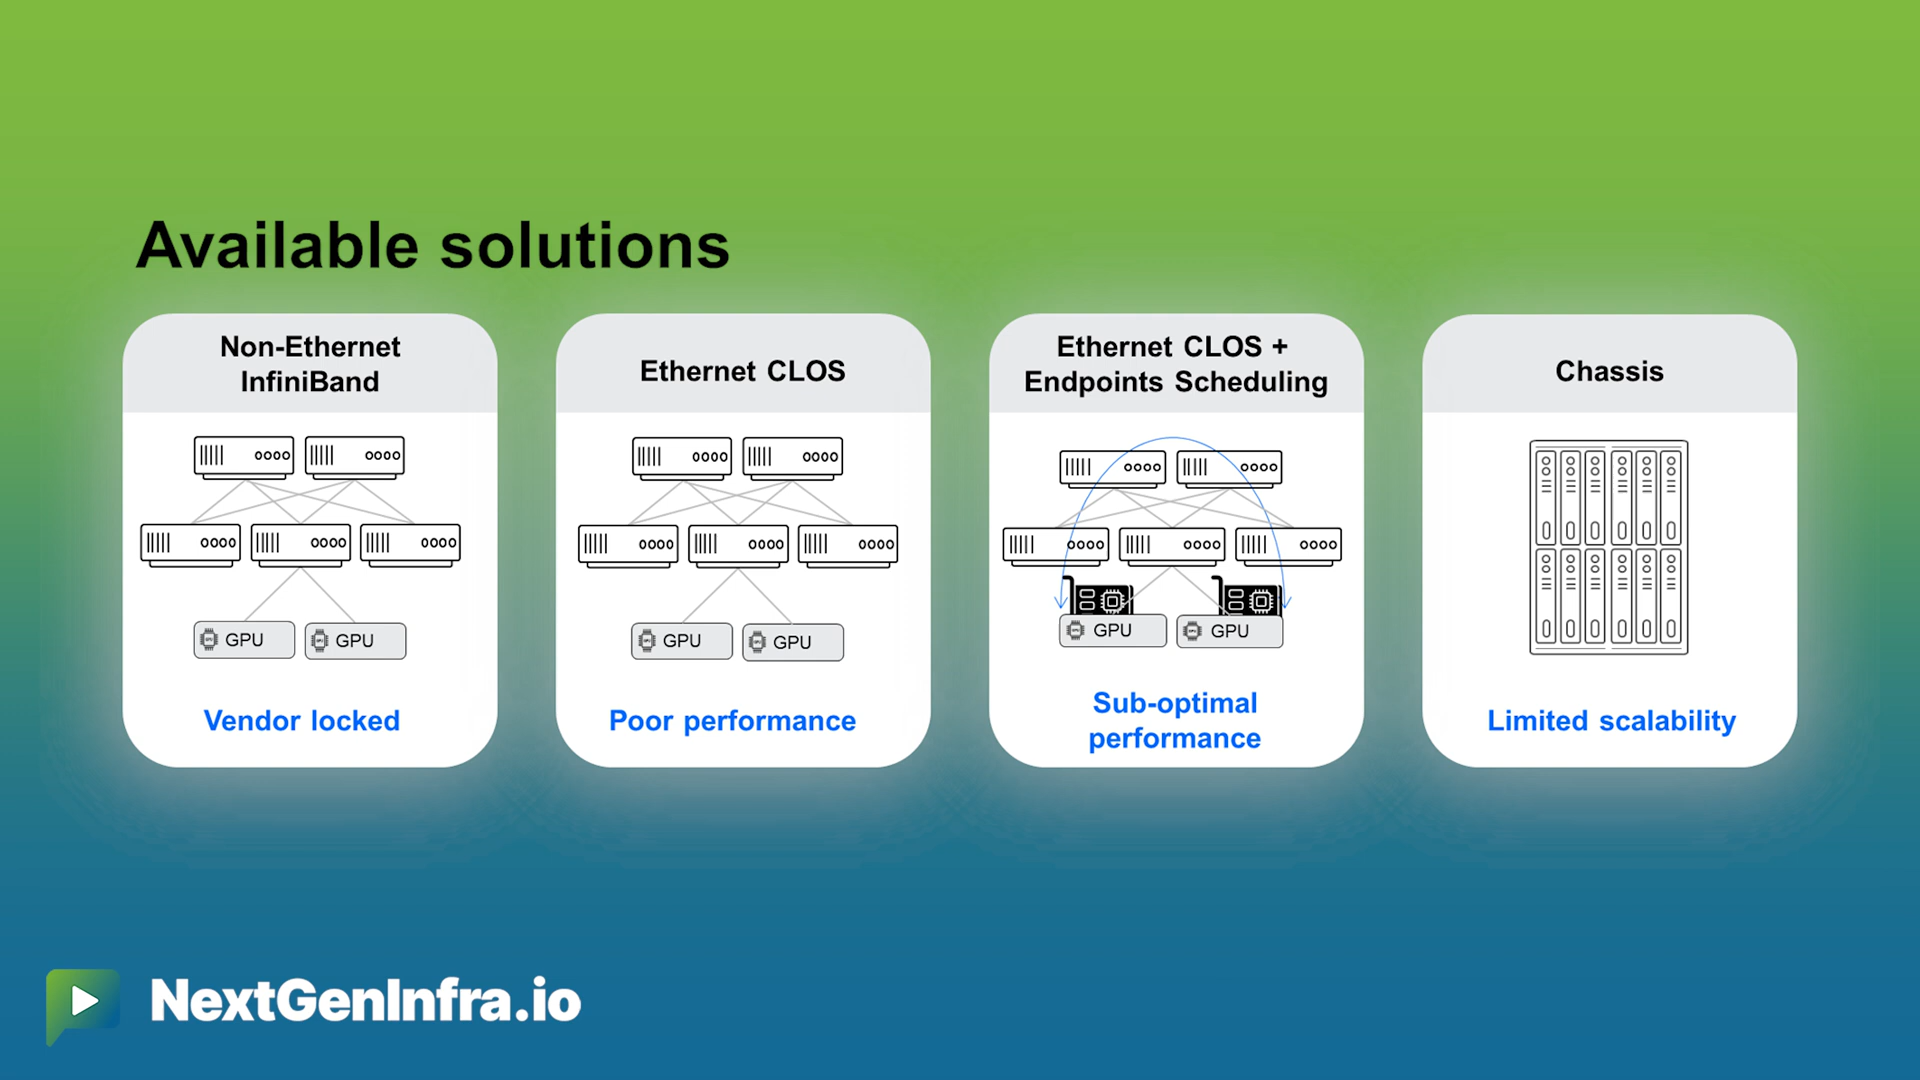 Available solutions
Non-Ethernet
InfiniBand
GPU
GPU
Vendor locked
Ethernet CLOS
GPU
GPU
Poor performance
Ethernet CLOS +
Endpoints Scheduling
GPU
GPU
Sub-optimal
performance
Chassis
Limited scalability
NextGenInfra.io